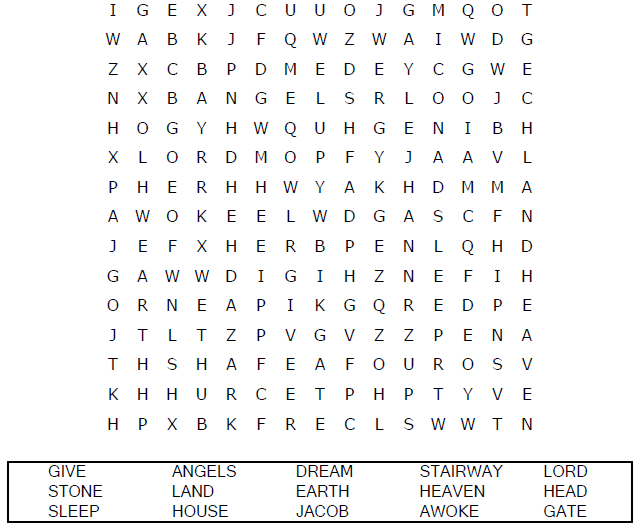 I G E X J C U U O J G M Q O T
W A B K J F Q W Z W A I W D G
Z X C B P D M E D E Y C G W E
N X B A N G E L S R L O O J C
H O G Y H W Q U H G E N I B H
X L O R D M O P F Y J A A V L
P H E R H H W Y A K H D M M A
A W O K E E L W D G A S C F N
J E F X H E R B P E N L Q H D
G A W W D I G I H Z N E F I H
O R N E A P I K G Q R E D P E
J T L T Z P V G V Z Z P E N A
T H S H A F E A F O U R O S V
K H H U R C E T P H P T Y V E
H P X B K F R E C L S W W T N
GIVE ANGELS DREAM STAIRWAY LORD
STONE LAND EARTH HEAVEN HEAD
SLEEP HOUSE JACOB AWOKE GATE